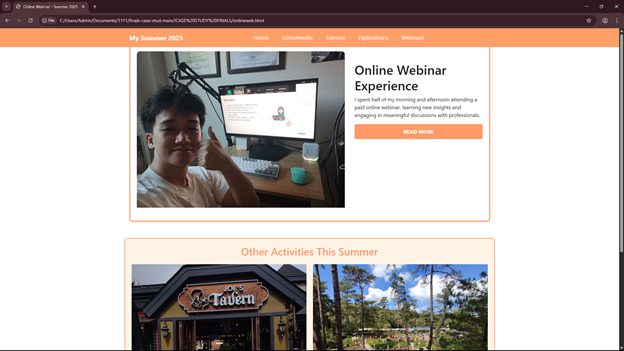 Online Webinar - Summer 2025
File
C:/Users/Admin/Documents/1111/finals-case-stud-main/(CASE%20STUDY%20FINAL)/onlineweb.html
My Summer 2025
Home
Schoolworks
Exercise
Explorations
Webinars
Online Webinar
Experience
I spent half of my morning and afternoon attending a
paid online webinar, learning new insights and
engaging in meaningful discussions with professionals.
READ MORE
Other Activities This Summer
JOE'S
Tavern